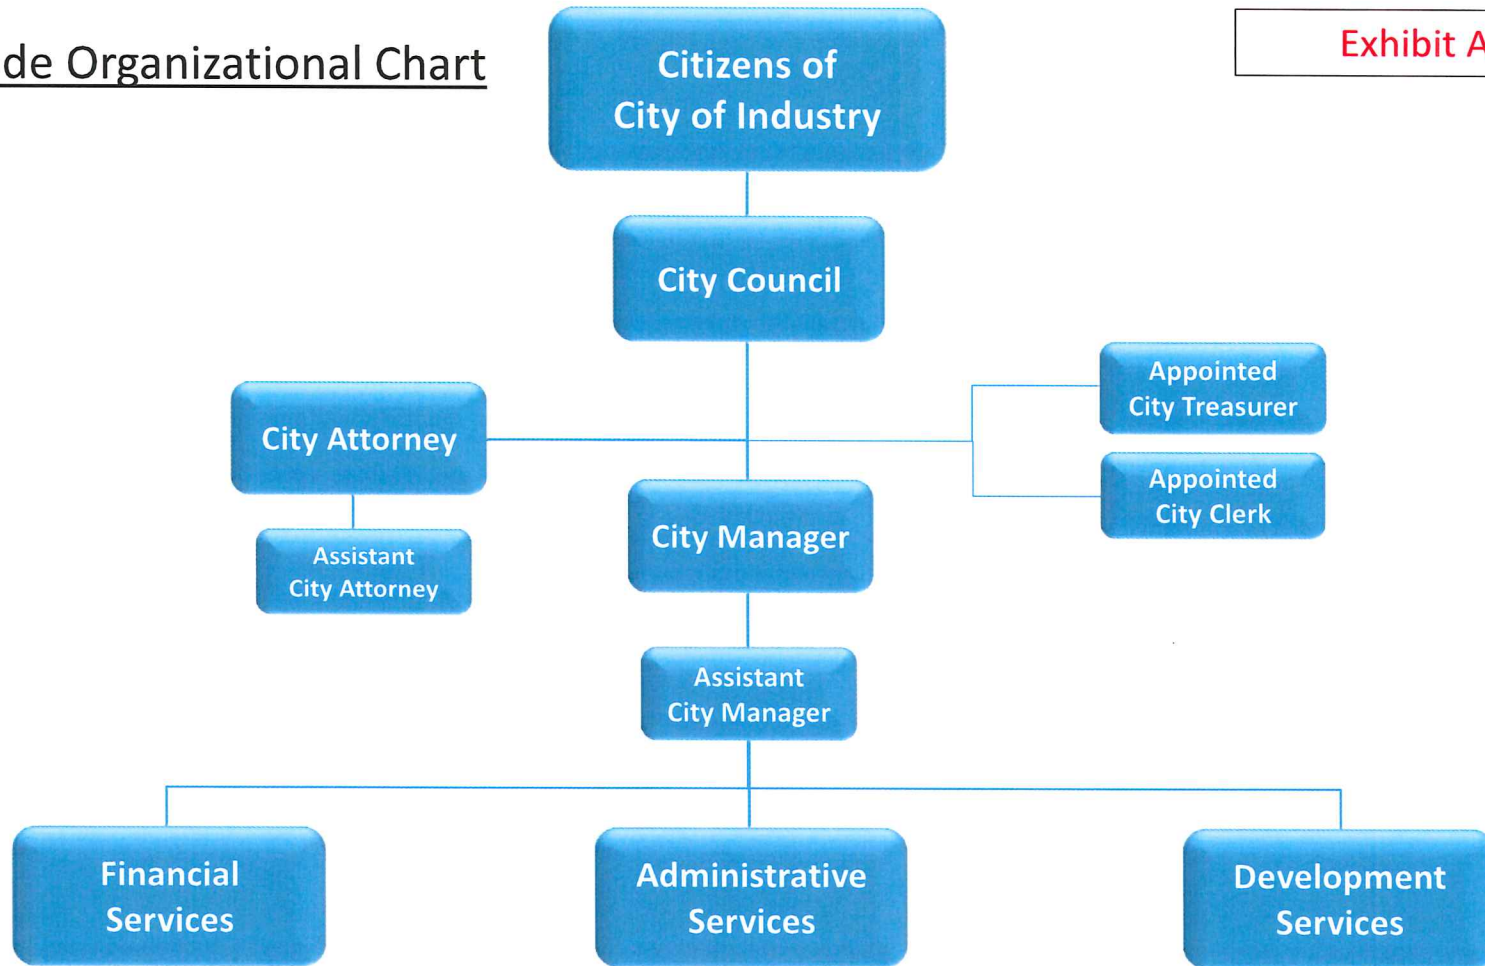 de Organizational Chart
Exhibit A
Citizens of
City of Industry
City Council
Appointed
City Treasurer
City Attorney
Appointed
City Clerk
City Manager
Assistant
City Attorney
Assistant
City Manager
Financial
Services
Administrative
Services
Development
Services